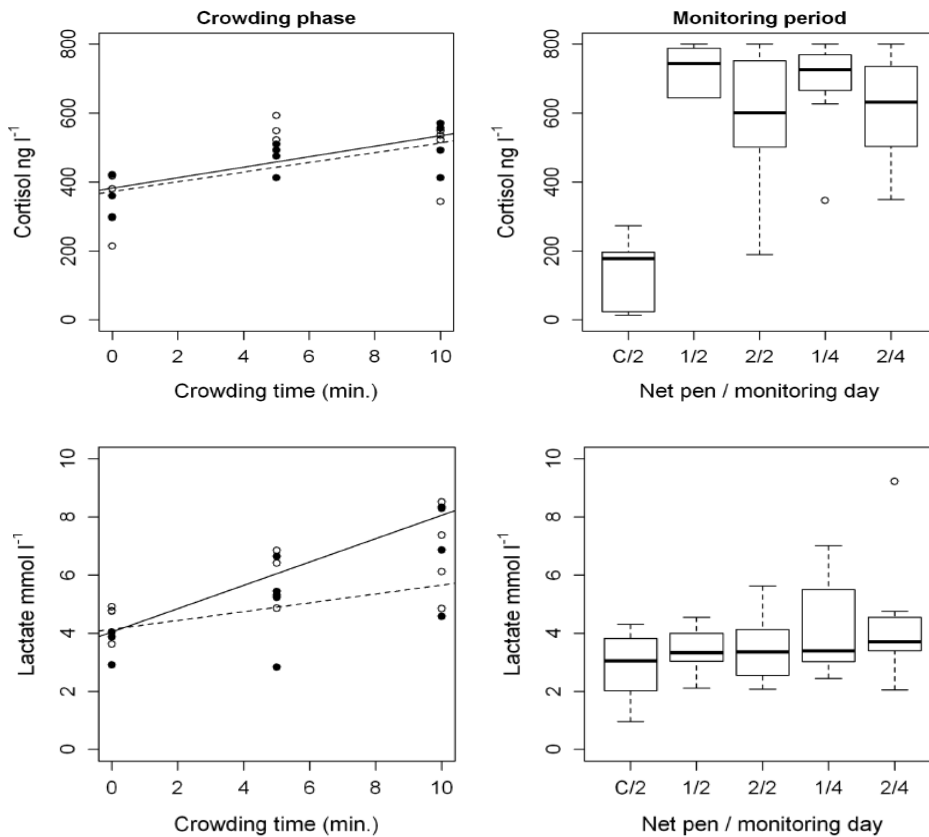 Crowding phase
Cortisol ng l⁻¹
800
600
400
200
0
0 2 4 6 8 10
Crowding time (min.)
Monitoring period
Cortisol ng l⁻¹
800
600
400
200
0
C/2 1/2 2/2 1/4 2/4
Net pen / monitoring day
Lactate mmol l⁻¹
10
8
6
4
2
0
0 2 4 6 8 10
Crowding time (min.)
Lactate mmol l⁻¹
10
8
6
4
2
0
C/2 1/2 2/2 1/4 2/4
Net pen / monitoring day